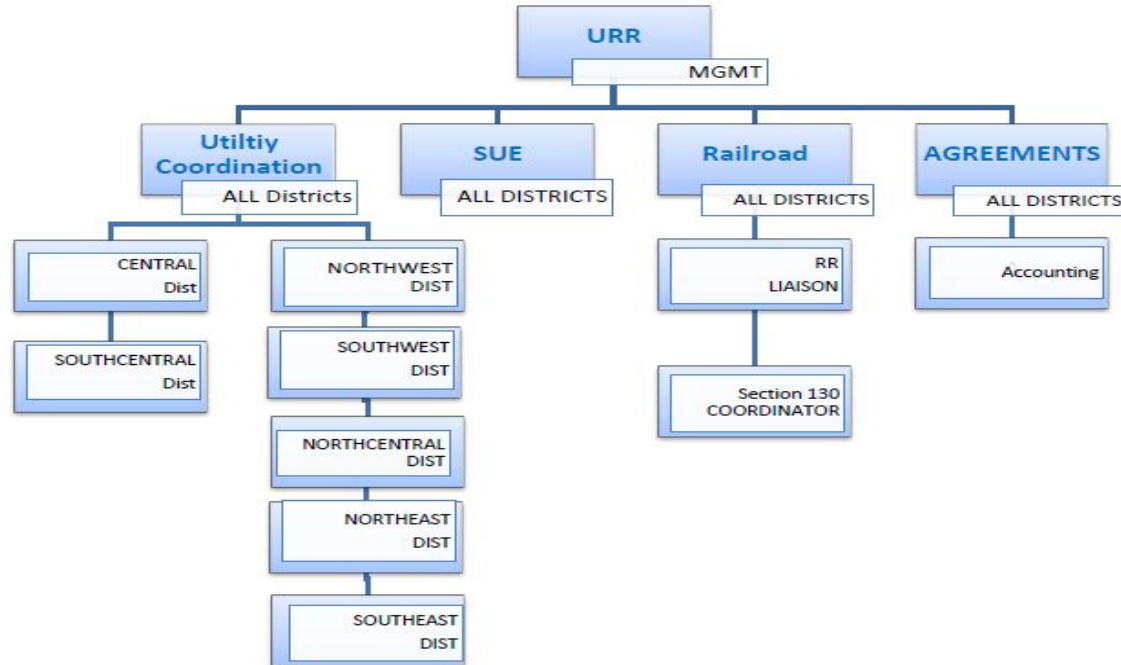 URR
MGMT
Utiltiy
Coordination
ALL Districts
SUE
ALL DISTRICTS
Railroad
ALL DISTRICTS
AGREEMENTS
ALL DISTRICTS
CENTRAL
Dist
SOUTHCENTRAL
Dist
NORTHWEST
DIST
SOUTHWEST
DIST
NORTHCENTRAL
DIST
NORTHEAST
DIST
SOUTHEAST
DIST
RR
LIAISON
Section 130
COORDINATOR
Accounting